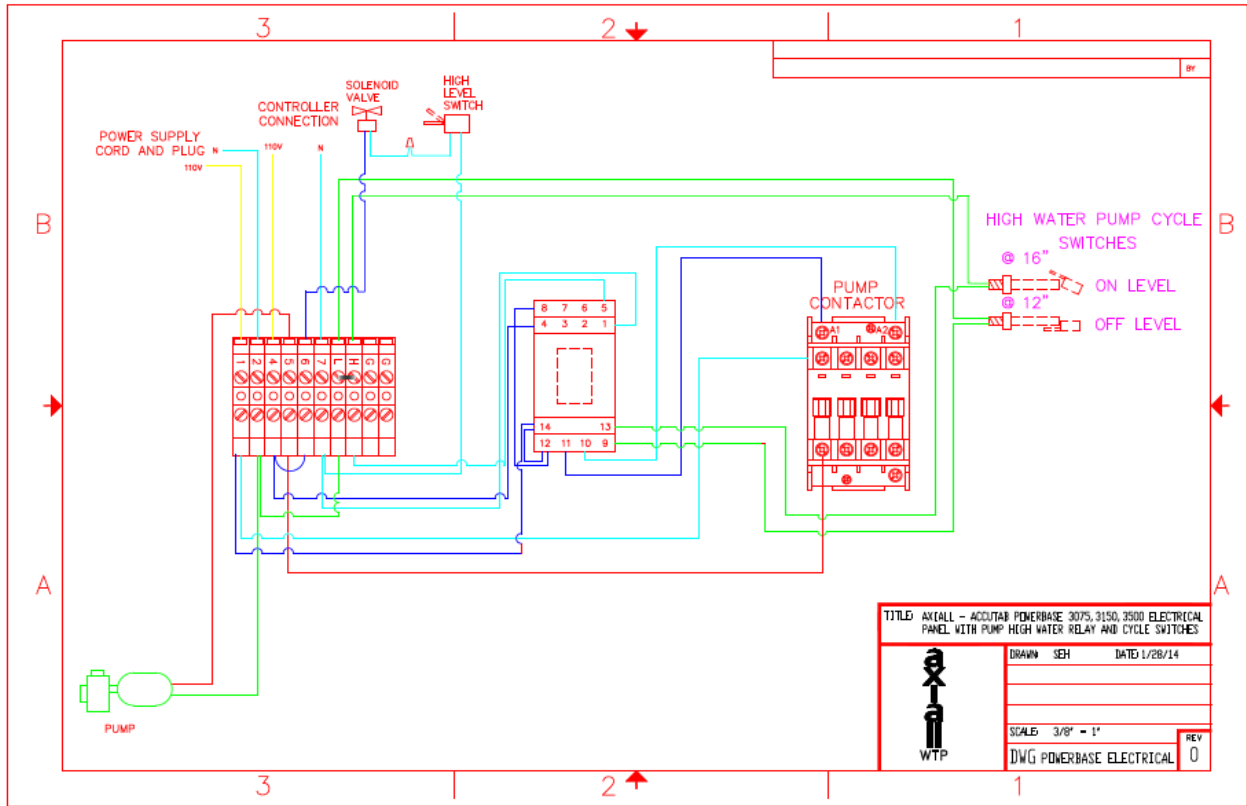 3 2 1
BY
SOLENOID
VALVE
HIGH
LEVEL
SWITCH
CONTROLLER
CONNECTION
POWER SUPPLY
CORD AND PLUG
N
110V
110V
N
B
B
HIGH WATER PUMP CYCLE
SWITCHES
@ 16"
ON LEVEL
@ 12"
OFF LEVEL
PUMP
CONTACTOR
A1 A2
8 7 6 5
4 3 2 1
1 2 4 5 6 7 L H G G
14 13
12 11 10 9
A
A
PUMP
TITLE: AXIALL - ACCUTAB POWERBASE 3075, 3150, 3500 ELECTRICAL
PANEL WITH PUMP HIGH WATER RELAY AND CYCLE SWITCHES
axiall
WTP
DRAWN: SEH DATE: 1/28/14
SCALE: 3/8" = 1"
DWG POWERBASE ELECTRICAL
REV
0
3 2 1